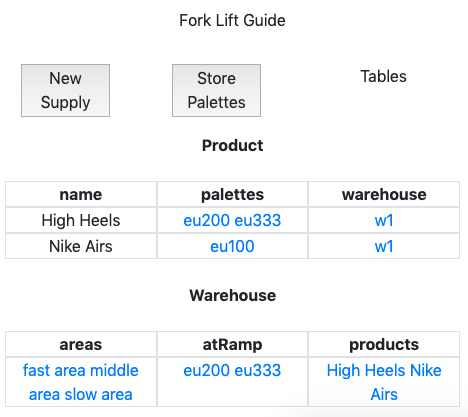 Fork Lift Guide
New Supply
Store Palettes
Tables
Product
name palettes warehouse
High Heels eu200 eu333 w1
Nike Airs eu100 w1
Warehouse
areas atRamp products
fast area middle eu200 eu333 High Heels Nike
area slow area Airs